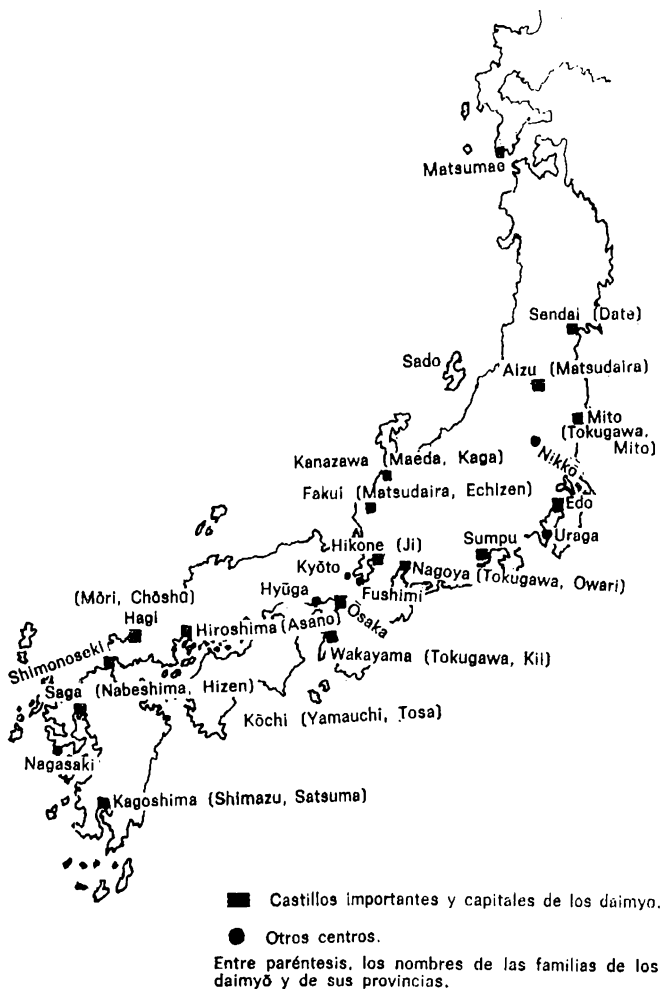 Matsumae
Sendai (Date)
Sado
Aizu (Matsudaira)
Mito
(Tokugawa,
Mito)
Nikkō
Kanazawa (Maeda, Kaga)
Fakui (Matsudaira, Echizen)
Edo
Uraga
Sumpu
Hikone (Ji)
Kyōto
Nagoya (Tokugawa, Owari)
Fushimi
Hyūga
Ōsaka
(Mōri, Chōshū)
Hagi
Hiroshima (Asano)
Shimonoseki
Wakayama (Tokugawa, Kii)
Saga (Nabeshima, Hizen)
Kōchi (Yamauchi, Tosa)
Nagasaki
Kagoshima (Shimazu, Satsuma)
Castillos importantes y capitales de los daimyo.
Otros centros.
Entre paréntesis, los nombres de las familias de los
daimyō y de sus provincias.